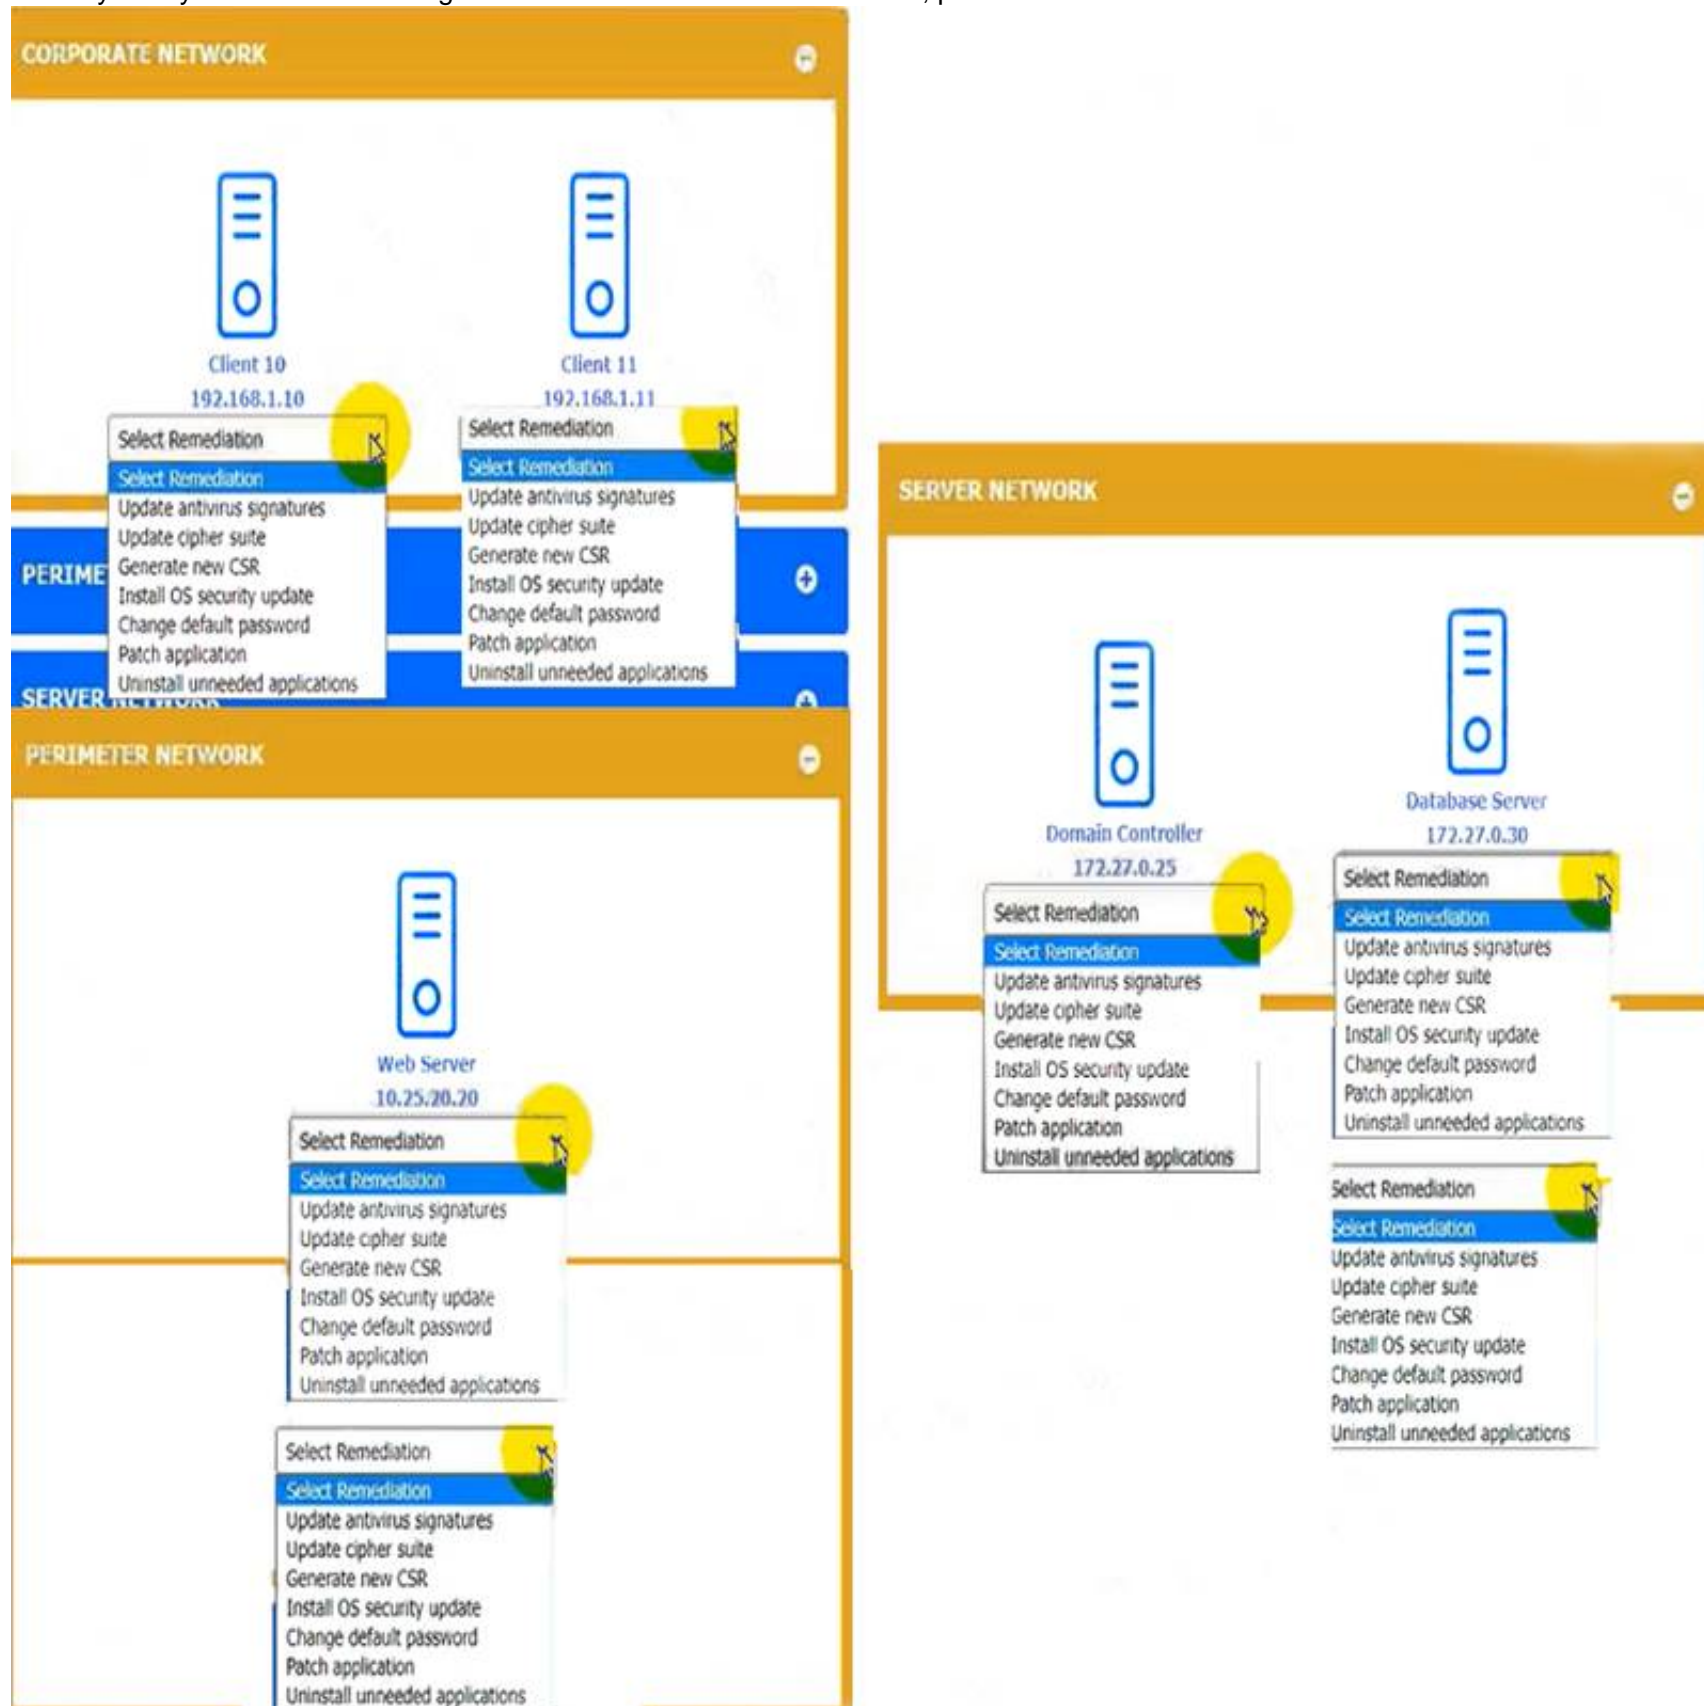 CORPORATE NETWORK
Client 10
192.168.1.10
Select Remediation
Select Remediation
Update antivirus signatures
Update cipher suite
Generate new CSR
Install OS security update
Change default password
Patch application
Uninstall unneeded applications
Client 11
192.168.1.11
Select Remediation
Select Remediation
Update antivirus signatures
Update cipher suite
Generate new CSR
Install OS security update
Change default password
Patch application
Uninstall unneeded applications
PERIME
SERVER NETWORK
PERIMETER NETWORK
Web Server
10.25.20.20
Select Remediation
Select Remediation
Update antivirus signatures
Update cipher suite
Generate new CSR
Install OS security update
Change default password
Patch application
Uninstall unneeded applications
Select Remediation
Select Remediation
Update antivirus signatures
Update cipher suite
Generate new CSR
Install OS security update
Change default password
Patch application
Uninstall unneeded applications
SERVER NETWORK
Domain Controller
172.27.0.25
Select Remediation
Select Remediation
Update antivirus signatures
Update cipher suite
Generate new CSR
Install OS security update
Change default password
Patch application
Uninstall unneeded applications
Database Server
172.27.0.30
Select Remediation
Select Remediation
Update antivirus signatures
Update cipher suite
Generate new CSR
Install OS security update
Change default password
Patch application
Uninstall unneeded applications
Select Remediation
Select Remediation
Update antivirus signatures
Update cipher suite
Generate new CSR
Install OS security update
Change default password
Patch application
Uninstall unneeded applications